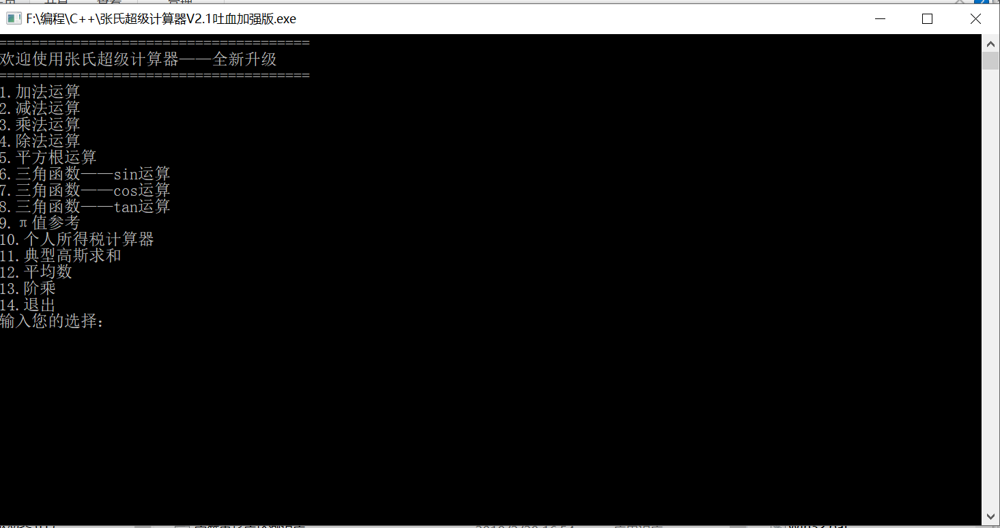 F:\编程\C++\张氏超级计算器V2.1吐血加强版.exe
======================================
欢迎使用张氏超级计算器——全新升级
======================================
1.加法运算
2.减法运算
3.乘法运算
4.除法运算
5.平方根运算
6.三角函数——sin运算
7.三角函数——cos运算
8.三角函数——tan运算
9.π值参考
10.个人所得税计算器
11.典型高斯求和
12.平均数
13.阶乘
14.退出
输入您的选择：